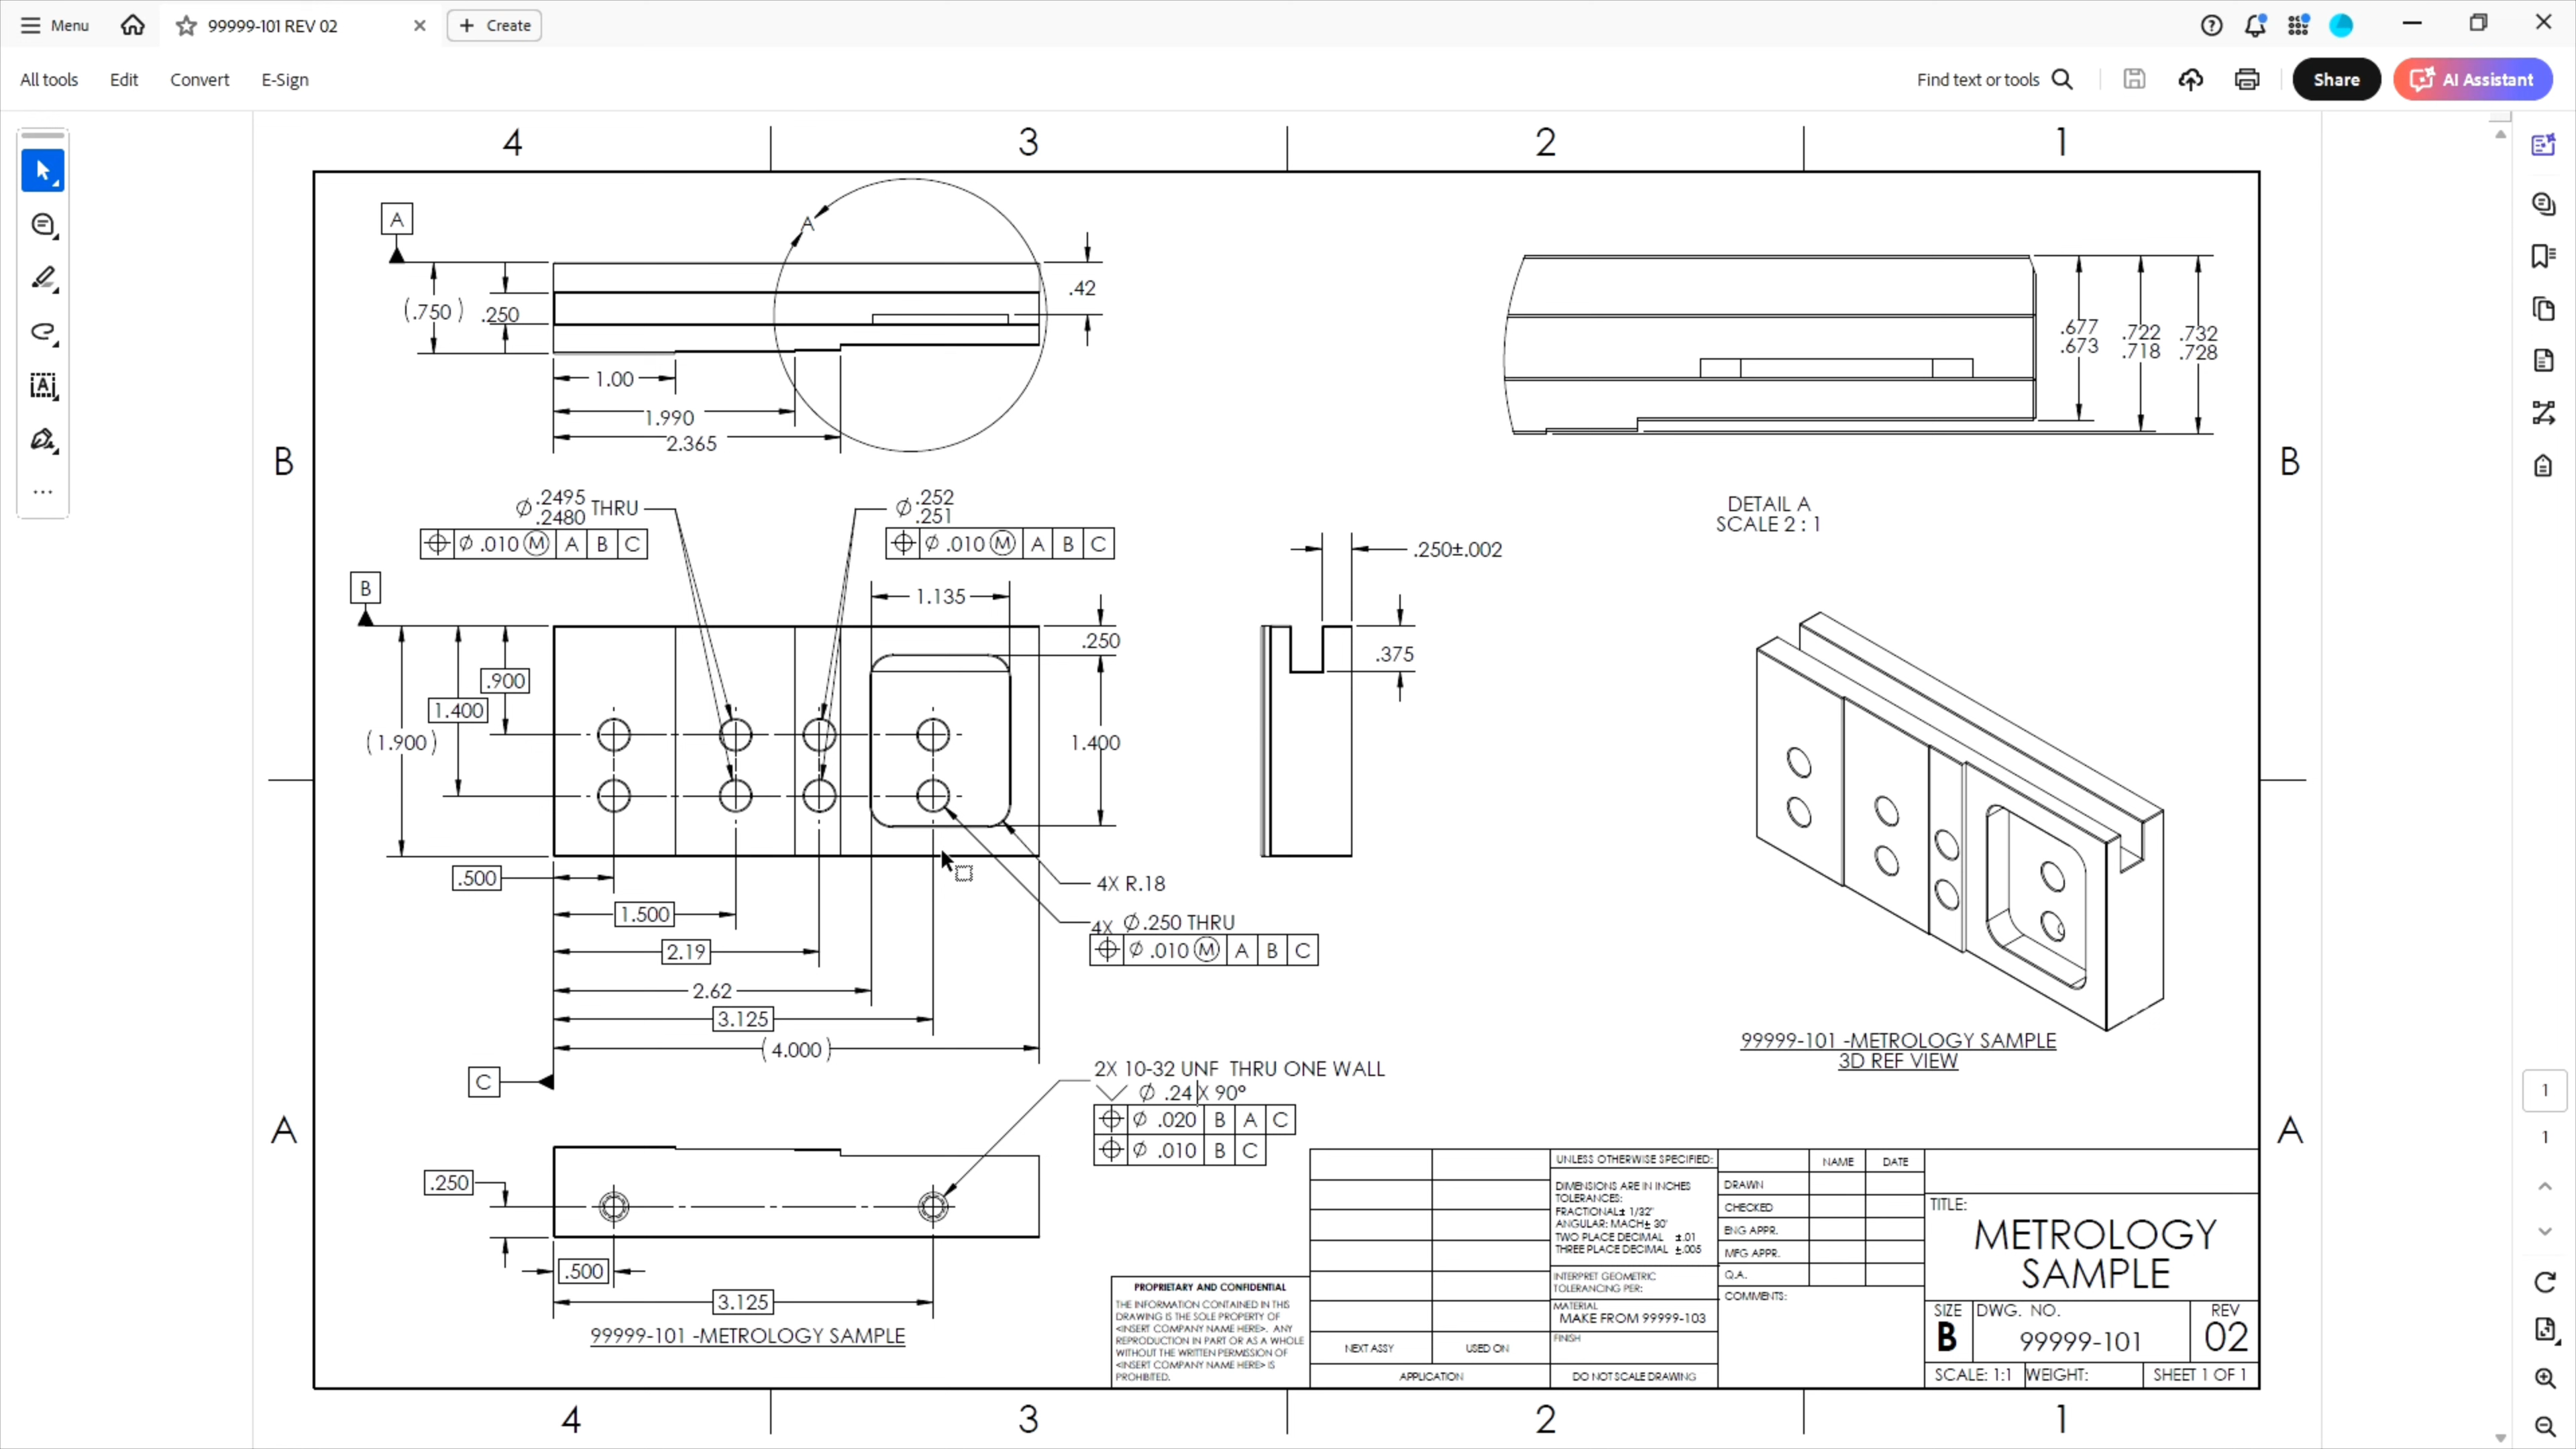 Menu
99999-101 REV 02
Create
All tools
Edit
Convert
E-Sign
Find text or tools
Share
AI Assistant
4
3
2
1
A
A
(.750)
.250
.42
1.00
1.990
2.365
.677
.673
.722
.718
.732
.728
B
B
DETAIL A
SCALE 2 : 1
Ø .2495
.2480 THRU
⌖ Ø .010 Ⓜ A B C
Ø .252
.251
⌖ Ø .010 Ⓜ A B C
.250±.002
B
1.135
.250
.375
.900
1.400
(1.900)
1.400
.500
4X R.18
1.500
4X Ø .250 THRU
⌖ Ø .010 Ⓜ A B C
2.19
2.62
3.125
(4.000)
C
99999-101 -METROLOGY SAMPLE
3D REF VIEW
2X 10-32 UNF THRU ONE WALL
⌵ Ø .24 X 90°
⌖ Ø .020 B A C
⌖ Ø .010 B C
A
A
.250
.500
3.125
99999-101 -METROLOGY SAMPLE
PROPRIETARY AND CONFIDENTIAL
THE INFORMATION CONTAINED IN THIS
DRAWING IS THE SOLE PROPERTY OF
<INSERT COMPANY NAME HERE>. ANY
REPRODUCTION IN PART OR AS A WHOLE
WITHOUT THE WRITTEN PERMISSION OF
<INSERT COMPANY NAME HERE> IS
PROHIBITED.
NEXT ASSY
USED ON
APPLICATION
UNLESS OTHERWISE SPECIFIED:
DIMENSIONS ARE IN INCHES
TOLERANCES:
FRACTIONAL± 1/32"
ANGULAR: MACH± 30'
TWO PLACE DECIMAL ±.01
THREE PLACE DECIMAL ±.005
INTERPRET GEOMETRIC
TOLERANCING PER:
MATERIAL
MAKE FROM 99999-103
FINISH
DO NOT SCALE DRAWING
NAME
DATE
DRAWN
CHECKED
ENG APPR.
MFG APPR.
Q.A.
COMMENTS:
TITLE:
METROLOGY
SAMPLE
SIZE
B
DWG. NO.
99999-101
REV
02
SCALE: 1:1
WEIGHT:
SHEET 1 OF 1
4
3
2
1
1
1